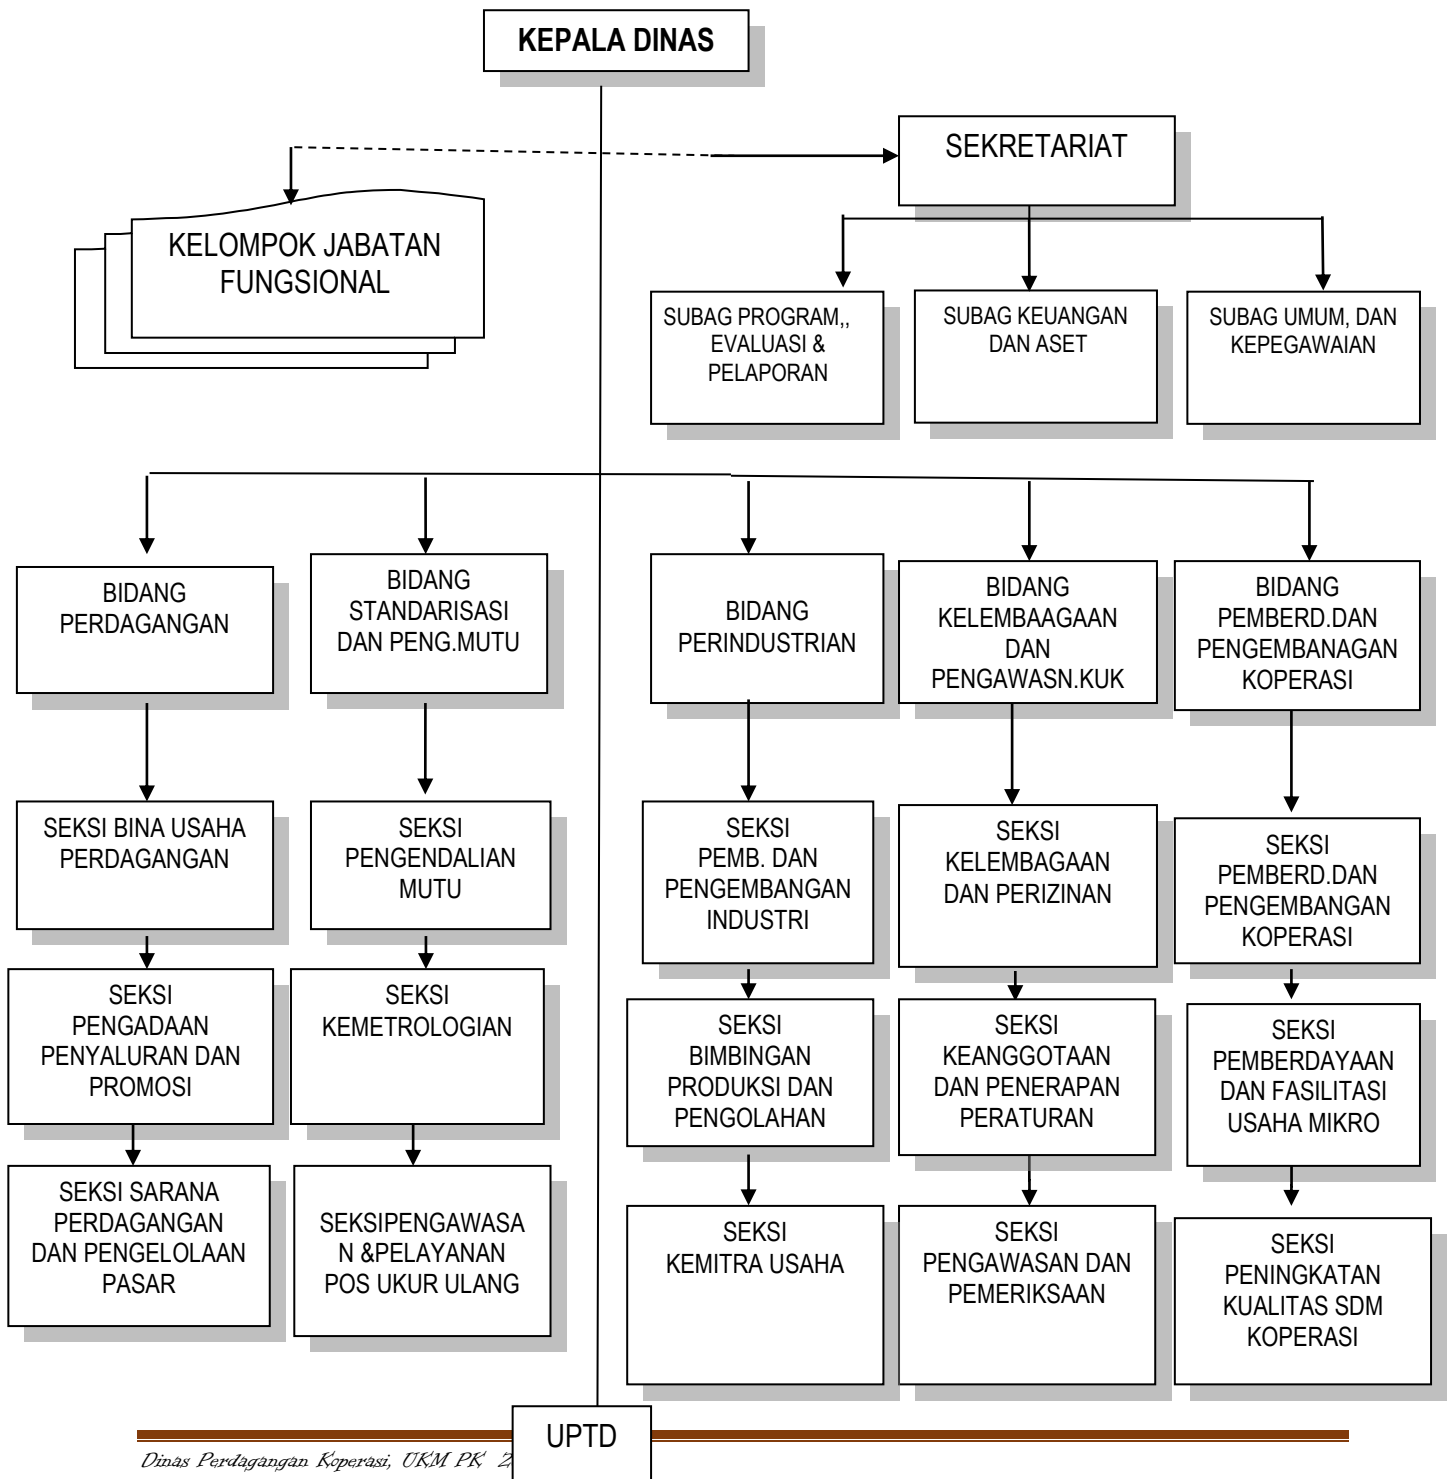 KEPALA DINAS
SEKRETARIAT
KELOMPOK JABATAN
FUNGSIONAL
SUBAG PROGRAM,,
EVALUASI &
PELAPORAN
SUBAG KEUANGAN
DAN ASET
SUBAG UMUM, DAN
KEPEGAWAIAN
BIDANG
PERDAGANGAN
BIDANG
STANDARISASI
DAN PENG.MUTU
BIDANG
PERINDUSTRIAN
BIDANG
KELEMBAAGAAN
DAN
PENGAWASN.KUK
BIDANG
PEMBERD.DAN
PENGEMBANAGAN
KOPERASI
SEKSI BINA USAHA
PERDAGANGAN
SEKSI
PENGENDALIAN
MUTU
SEKSI
PEMB. DAN
PENGEMBANGAN
INDUSTRI
SEKSI
KELEMBAGAAN
DAN PERIZINAN
SEKSI
PEMBERD.DAN
PENGEMBANGAN
KOPERASI
SEKSI
PENGADAAN
PENYALURAN DAN
PROMOSI
SEKSI
KEMETROLOGIAN
SEKSI
BIMBINGAN
PRODUKSI DAN
PENGOLAHAN
SEKSI
KEANGGOTAAN
DAN PENERAPAN
PERATURAN
SEKSI
PEMBERDAYAAN
DAN FASILITASI
USAHA MIKRO
SEKSI SARANA
PERDAGANGAN
DAN PENGELOLAAN
PASAR
SEKSIPENGAWASA
N &PELAYANAN
POS UKUR ULANG
SEKSI
KEMITRA USAHA
SEKSI
PENGAWASAN DAN
PEMERIKSAAN
SEKSI
PENINGKATAN
KUALITAS SDM
KOPERASI
UPTD
Dinas Perdagangan Koperasi, UKM PK